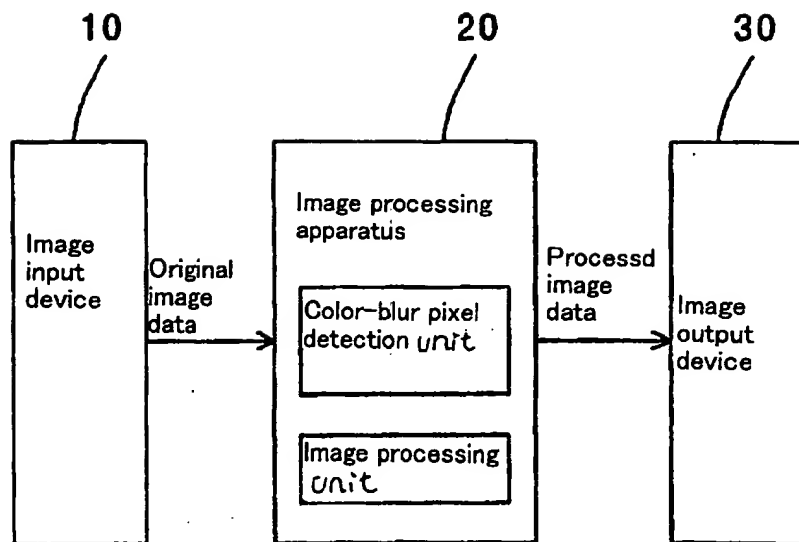 10
20
30
Image
input
device
Original
image
data
Image processing
apparatus
Color-blur pixel
detection unit
Image processing
unit
Processd
image
data
Image
output
device